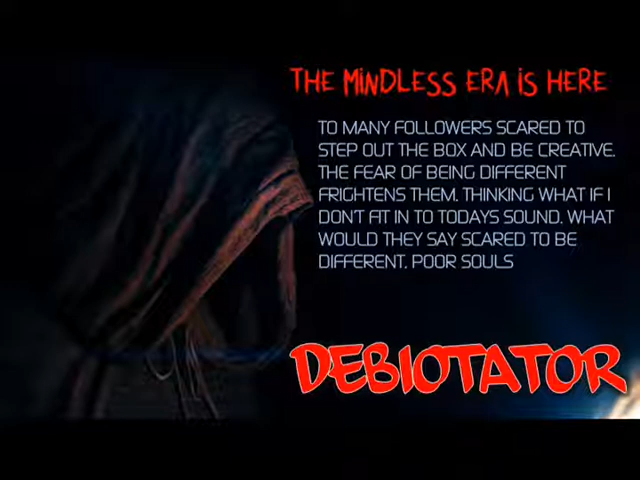 THE MINDLESS ERA IS HERE
TO MANY FOLLOWERS SCARED TO
STEP OUT THE BOX AND BE CREATIVE.
THE FEAR OF BEING DIFFERENT
FRIGHTENS THEM. THINKING WHAT IF I
DON'T FIT IN TO TODAYS SOUND. WHAT
WOULD THEY SAY SCARED TO BE
DIFFERENT. POOR SOULS
DEBIOTATOR